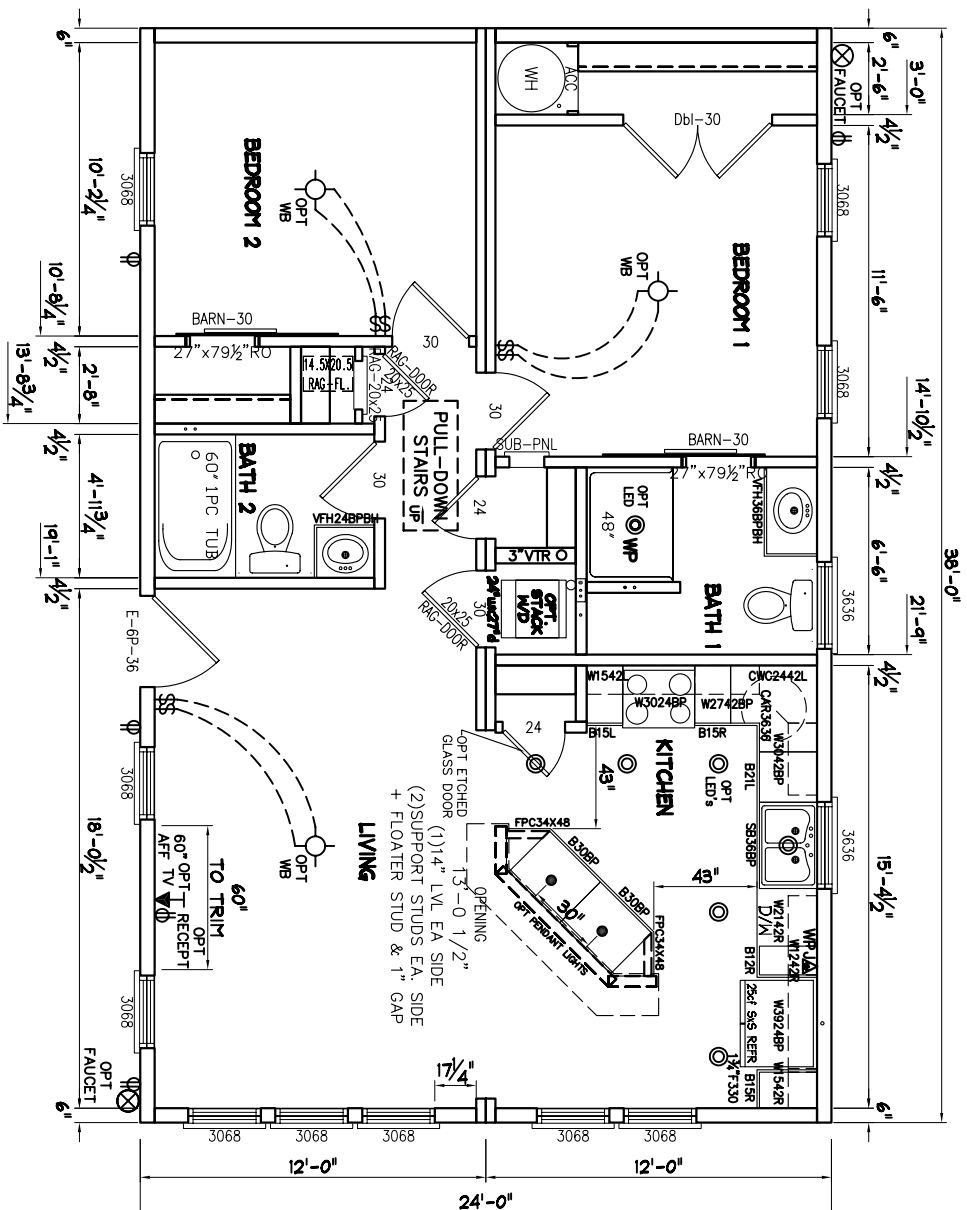 38'-0"
3'-0"
14'-10½"
21'-9"
6"
2'-6"
4½"
11'-6"
4½"
6'-6"
4½"
15'-4½"
6"
OPT
FAUCET
3068
3068
3636
3636
WH
ACC
Dbl-30
BEDROOM 1
OPT
WB
BARN-30
27"x79½"RO
SUB-PNL
VFH36BPBH
OPT
LED
WP
48"
BATH 1
3"VTR
OPT.
STACK
W/D
24"wx27"d
CWC2442L
CAR3636
W3042BP
B21L
SB36BP
W2142R
D/W
WPJ
W1242R
B12R
W3924BP
25cf SxS REFR
W1542R
B15R
1¾"F330
W1542L
W3024BP
W2742BP
B15L
B15R
KITCHEN
OPT
LED's
43"
43"
24
OPT ETCHED
GLASS DOOR
FPC34X48
B30BP
B30BP
FPC34X48
30"
OPT PENDANT LIGHTS
OPENING
13'-0 1/2"
(1)14" LVL EA SIDE
(2)SUPPORT STUDS EA. SIDE
+ FLOATER STUD & 1" GAP
BEDROOM 2
OPT
WB
30
30
24
BARN-30
27"x79½"RO
14.5X20.5
RAG-FL.
RAG-20x25
24
RAG-DOOR
20x25
PULL-DOWN
STAIRS UP
30
20x25
RAG-DOOR
30
VFH24BPBH
BATH 2
60" 1PC TUB
LIVING
OPT
WB
60"
TO TRIM
60" OPT
AFF TV
OPT
RECEPT
17¼"
E-6P-36
3068
3068
3068
OPT
FAUCET
3068
3068
3068
3068
3068
12'-0"
12'-0"
24'-0"
6"
10'-2¼"
4½"
2'-8"
4½"
4'-11¾"
4½"
18'-0½"
6"
10'-8¼"
13'-8¾"
19'-1"